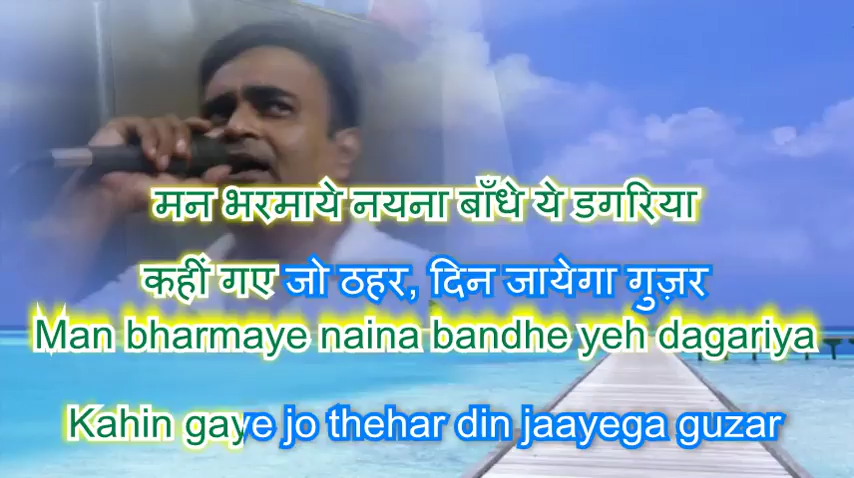 मन भरमाये नयना बाँधे ये डगरिया
कहीं गए जो ठहर, दिन जायेगा गुज़र
Man bharmaye naina bandhe yeh dagariya
Kahin gaye jo thehar din jaayega guzar